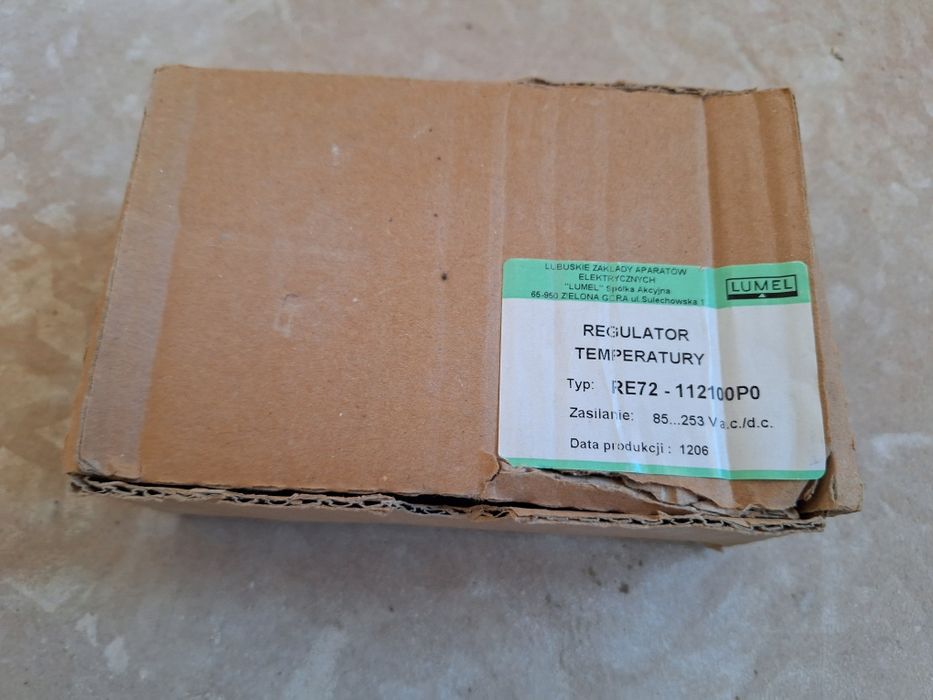 LUBUSKIE ZAKŁADY APARATÓW
ELEKTRYCZNYCH
"LUMEL" Spółka Akcyjna
65-950 ZIELONA GÓRA ul.Sulechowska 1
LUMEL
REGULATOR
TEMPERATURY
Typ: RE72 - 112100P0
Zasilanie: 85...253 V a.c./d.c.
Data produkcji : 1206